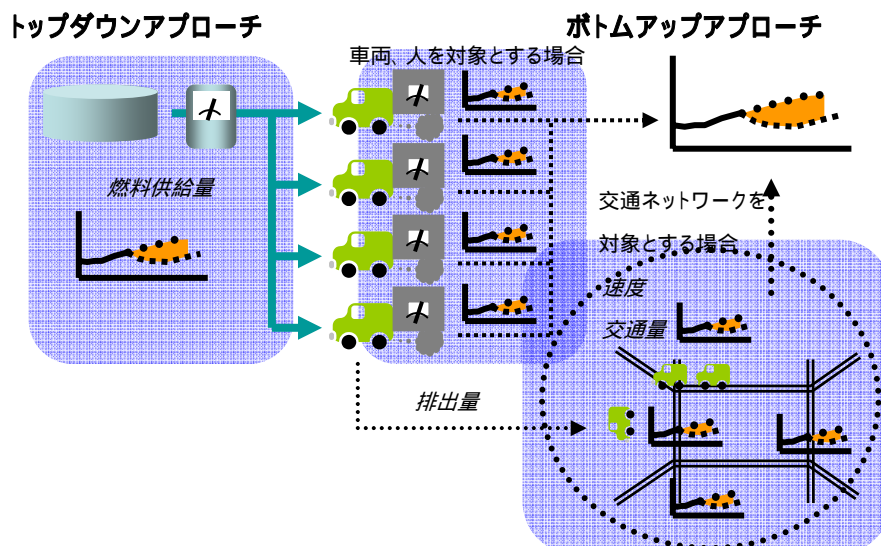 トップダウンアプローチ
ボトムアップアプローチ
車両、人を対象とする場合
燃料供給量
交通ネットワークを
対象とする場合
速度
交通量
排出量